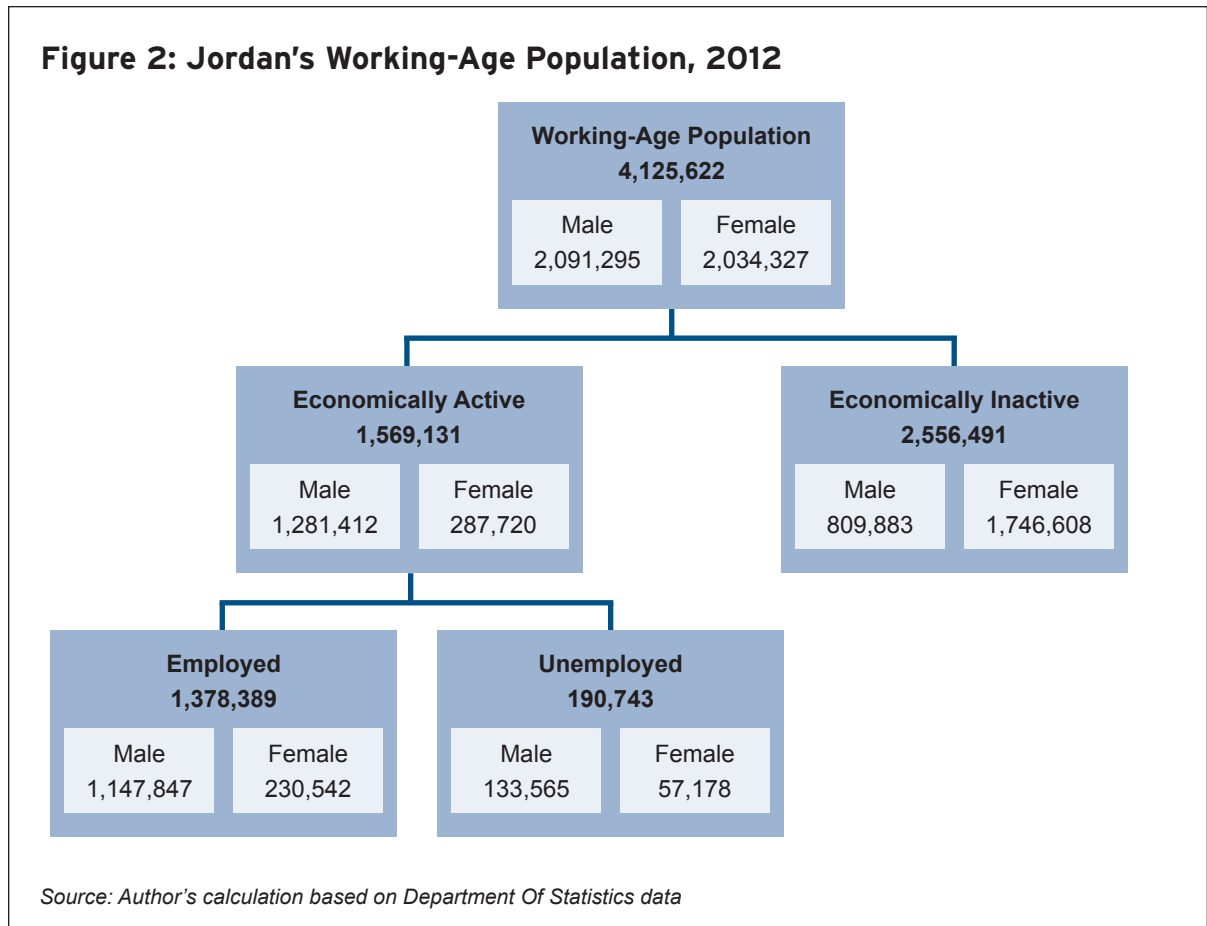 Figure 2: Jordan's Working-Age Population, 2012
Working-Age Population
4,125,622
Male
2,091,295
Female
2,034,327
Economically Active
1,569,131
Male
1,281,412
Female
287,720
Economically Inactive
2,556,491
Male
809,883
Female
1,746,608
Employed
1,378,389
Male
1,147,847
Female
230,542
Unemployed
190,743
Male
133,565
Female
57,178
Source: Author's calculation based on Department Of Statistics data